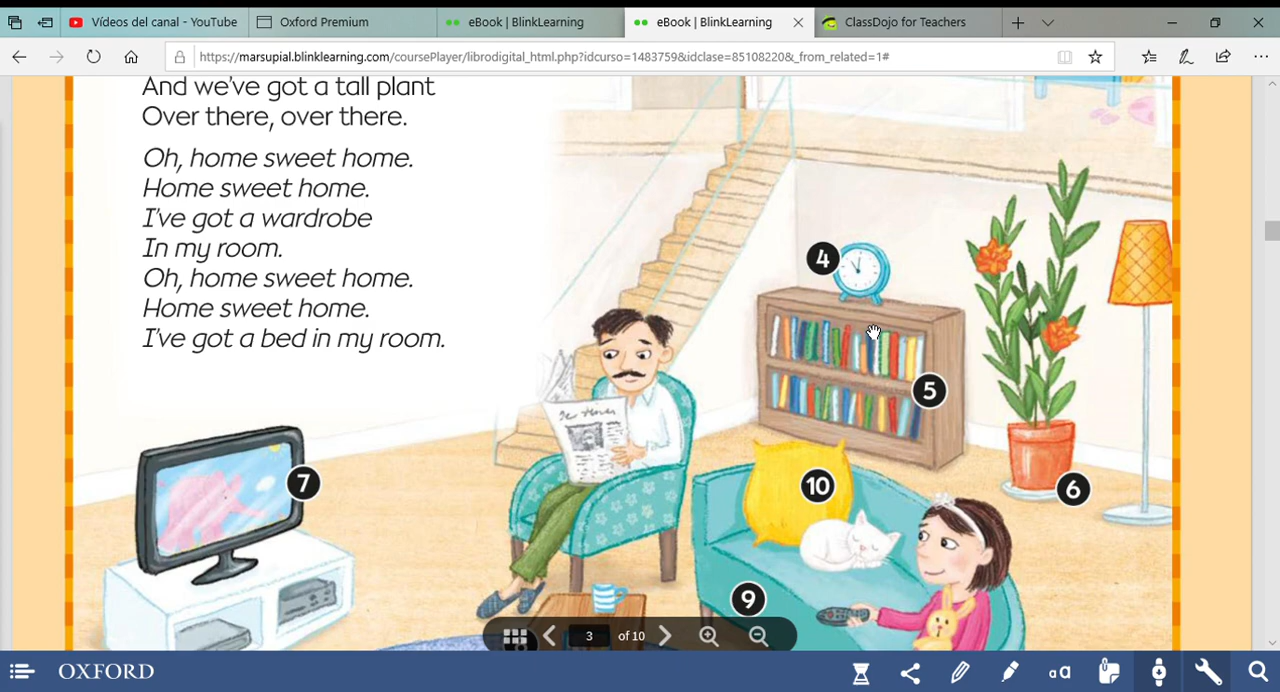 Vídeos del canal - YouTube
Oxford Premium
eBook | BlinkLearning
eBook | BlinkLearning
ClassDojo for Teachers
https://marsupial.blinklearning.com/coursePlayer/librodigital_html.php?idcurso=1483759&idclase=85108220&_from_related=1#
And we've got a tall plant
Over there, over there.
Oh, home sweet home.
Home sweet home.
I've got a wardrobe
In my room.
Oh, home sweet home.
Home sweet home.
I've got a bed in my room.
4
5
6
7
10
9
3 of 10
OXFORD
aA